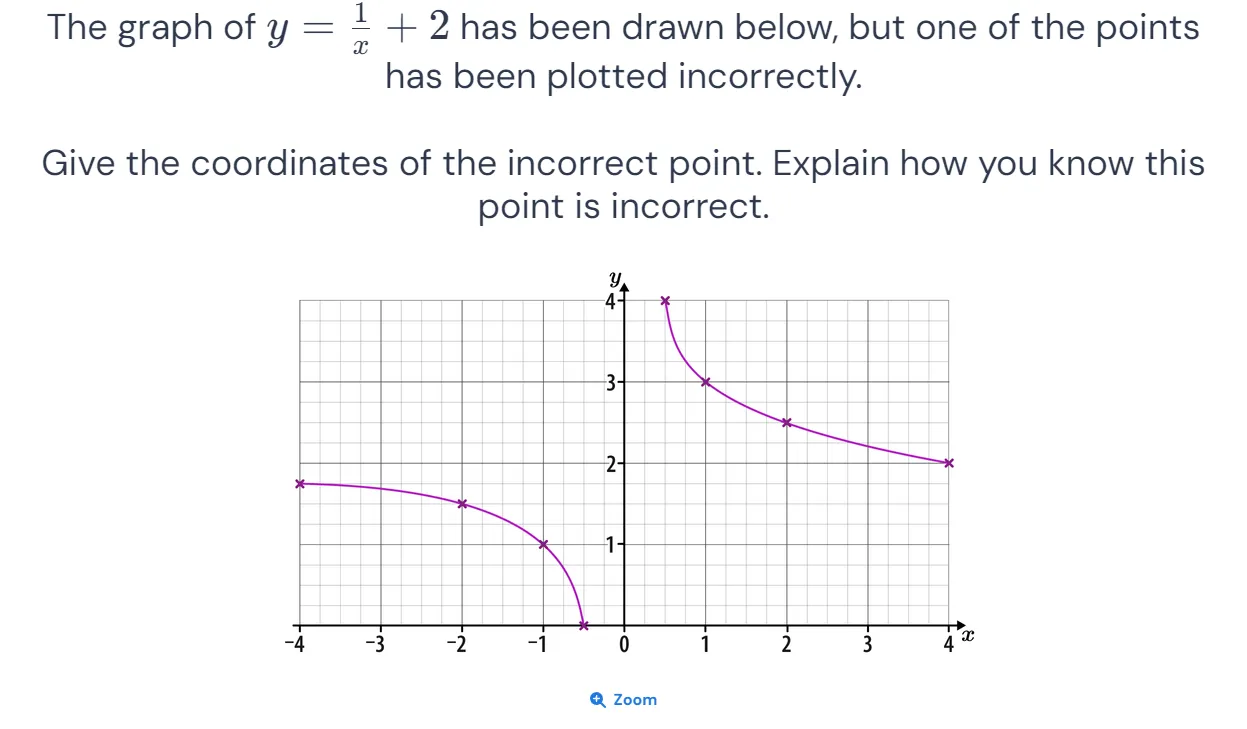 The graph of y = 1/x + 2 has been drawn below, but one of the points
has been plotted incorrectly.
Give the coordinates of the incorrect point. Explain how you know this
point is incorrect.
y
4
3
2
1
-4 -3 -2 -1 0 1 2 3 4 x
Zoom